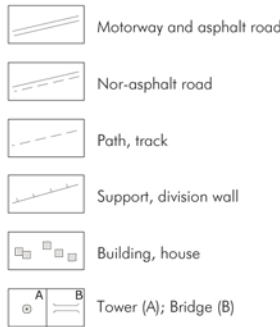 Motorway and asphalt road
Nor-asphalt road
Path, track
Support, division wall
Building, house
A B Tower (A); Bridge (B)